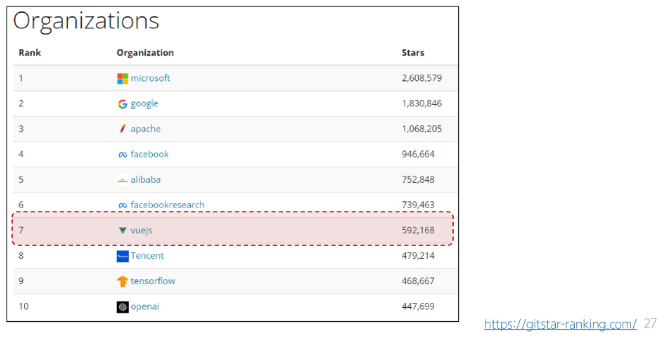 Organizations
Rank Organization Stars
1 microsoft 2,608,579
2 google 1,830,846
3 apache 1,068,205
4 facebook 946,664
5 alibaba 752,848
6 facebookresearch 739,463
7 vuejs 592,168
8 Tencent 479,214
9 tensorflow 468,667
10 openai 447,699
https://gitstar-ranking.com/ 27